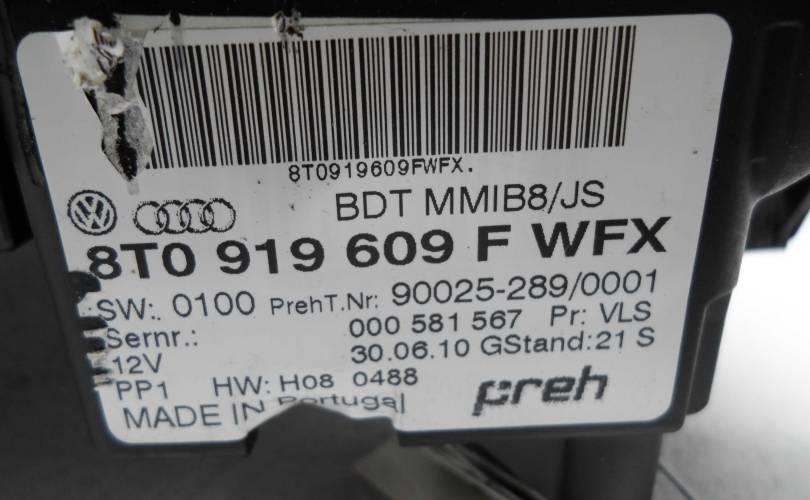 8T0919609FWFX.
BDT MMIB8/JS
8T0 919 609 F WFX
SW: 0100 PrehT.Nr: 90025-289/0001
Sernr.: 000 581 567 Pr: VLS
12V 30.06.10 GStand:21 S
PP1 HW: H08 0488 preh
MADE IN Portugal